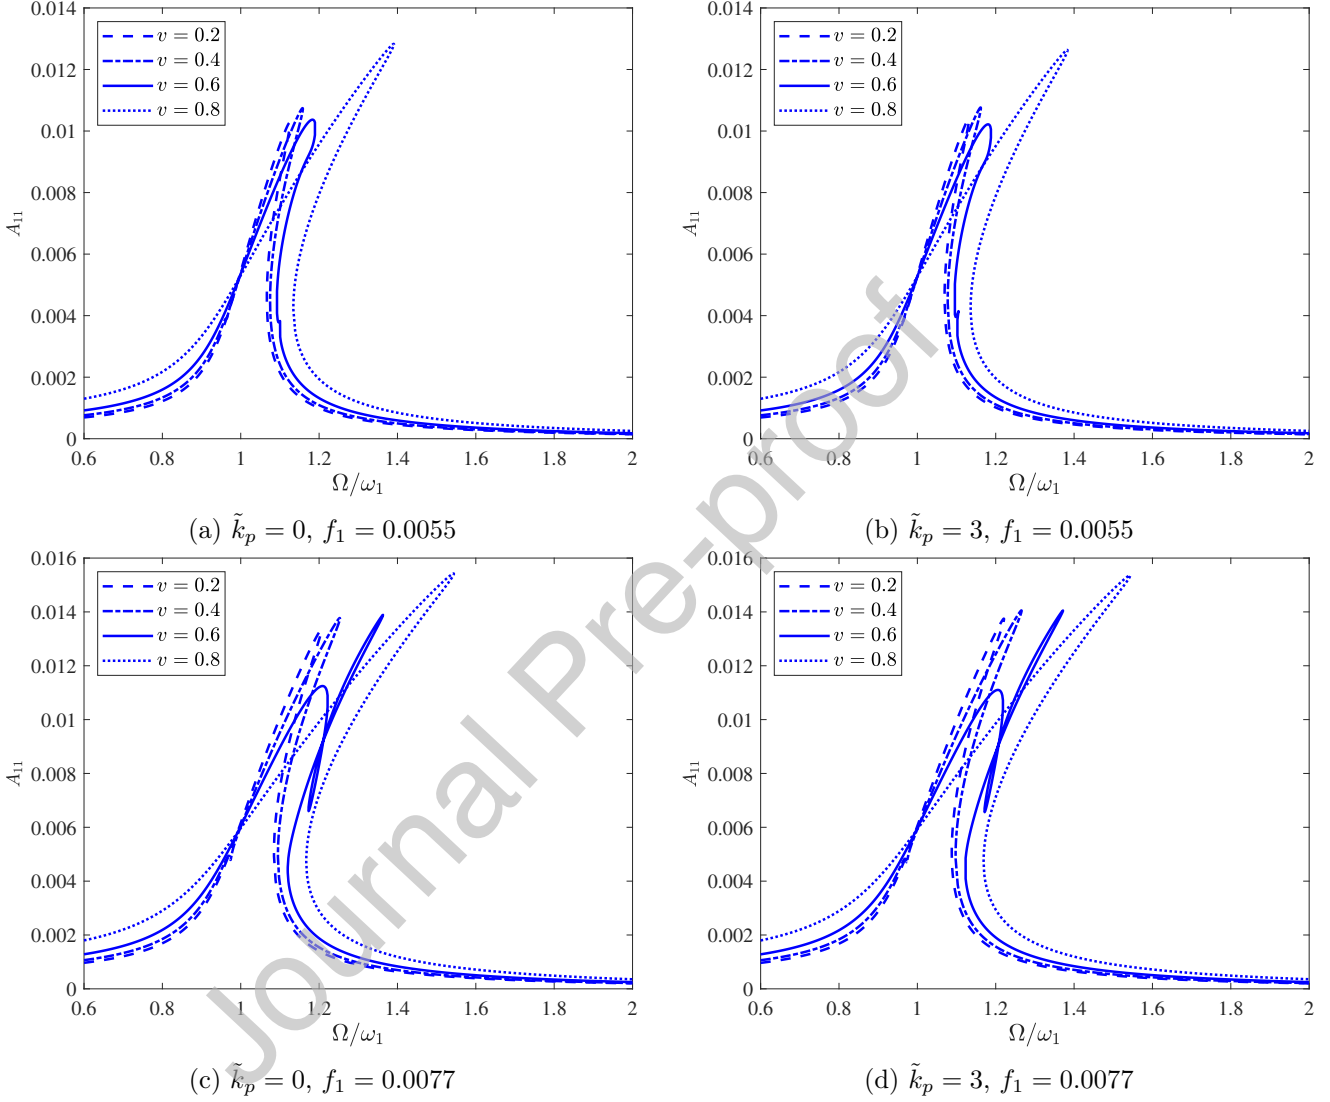 0.014
0.012
0.01
0.008
0.006
0.004
0.002
0
A₁₁
v = 0.2
v = 0.4
v = 0.6
v = 0.8
0.6 0.8 1 1.2 1.4 1.6 1.8 2
Ω/ω₁
(a) k̃ₚ = 0, f₁ = 0.0055
0.014
0.012
0.01
0.008
0.006
0.004
0.002
0
A₁₁
v = 0.2
v = 0.4
v = 0.6
v = 0.8
0.6 0.8 1 1.2 1.4 1.6 1.8 2
Ω/ω₁
(b) k̃ₚ = 3, f₁ = 0.0055
0.016
0.014
0.012
0.01
0.008
0.006
0.004
0.002
0
A₁₁
v = 0.2
v = 0.4
v = 0.6
v = 0.8
0.6 0.8 1 1.2 1.4 1.6 1.8 2
Ω/ω₁
(c) k̃ₚ = 0, f₁ = 0.0077
0.016
0.014
0.012
0.01
0.008
0.006
0.004
0.002
0
A₁₁
v = 0.2
v = 0.4
v = 0.6
v = 0.8
0.6 0.8 1 1.2 1.4 1.6 1.8 2
Ω/ω₁
(d) k̃ₚ = 3, f₁ = 0.0077
Journal Pre-proof